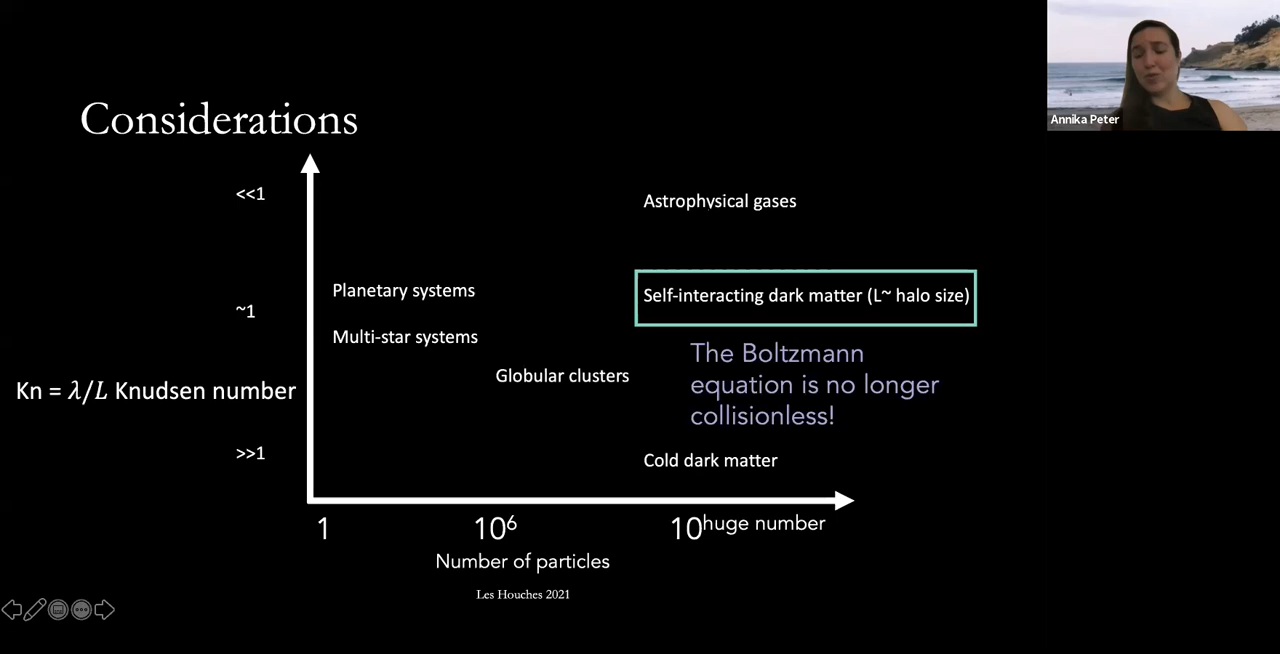 Annika Peter
Considerations
<<1
Astrophysical gases
Planetary systems
Self-interacting dark matter (L~ halo size)
~1
Multi-star systems
The Boltzmann
equation is no longer
collisionless!
Globular clusters
Kn = λ/L Knudsen number
>>1
Cold dark matter
1
10⁶
10^huge number
Number of particles
Les Houches 2021